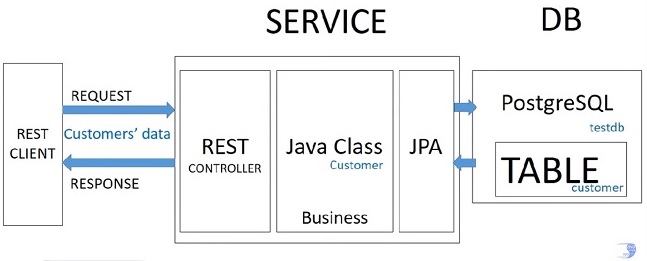 SERVICE
DB
REST
CLIENT
REQUEST
Customers' data
RESPONSE
REST
CONTROLLER
Java Class
Customer
Business
JPA
PostgreSQL
testdb
TABLE
customer